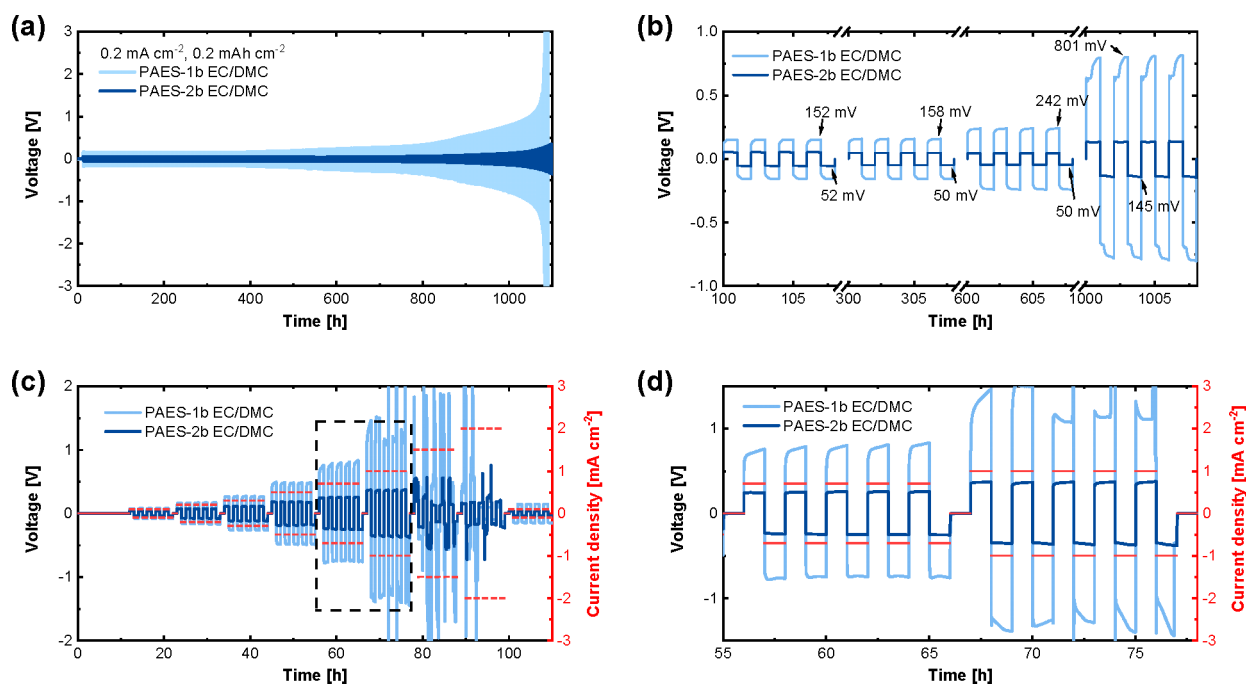 (a)
3
2
1
0
-1
-2
-3
Voltage [V]
0.2 mA cm-2, 0.2 mAh cm-2
PAES-1b EC/DMC
PAES-2b EC/DMC
0 200 400 600 800 1000
Time [h]
(b)
1.0
0.5
0.0
-0.5
-1.0
Voltage [V]
PAES-1b EC/DMC
PAES-2b EC/DMC
801 mV
152 mV
158 mV
242 mV
52 mV
50 mV
50 mV
145 mV
100 105 300 305 600 605 1000 1005
Time [h]
(c)
2
1
0
-1
-2
Voltage [V]
PAES-1b EC/DMC
PAES-2b EC/DMC
3
2
1
0
-1
-2
-3
Current density [mA cm-2]
0 20 40 60 80 100
Time [h]
(d)
1
0
-1
Voltage [V]
PAES-1b EC/DMC
PAES-2b EC/DMC
3
2
1
0
-1
-2
-3
Current density [mA cm-2]
55 60 65 70 75
Time [h]